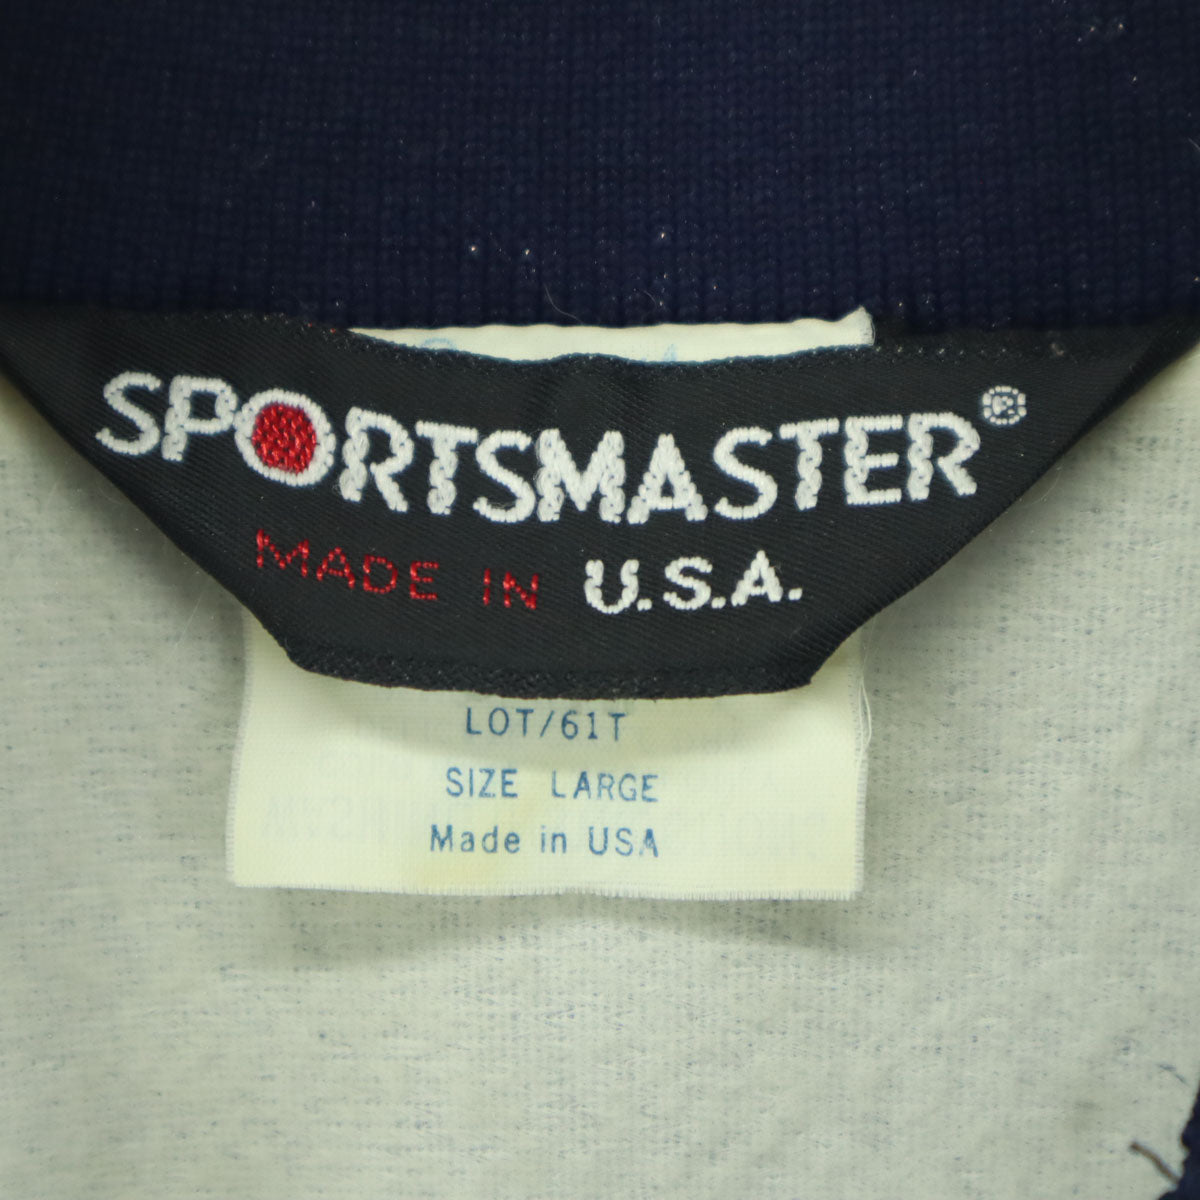 SPORTSMASTER®
MADE IN U.S.A.
LOT/61T
SIZE LARGE
Made in USA